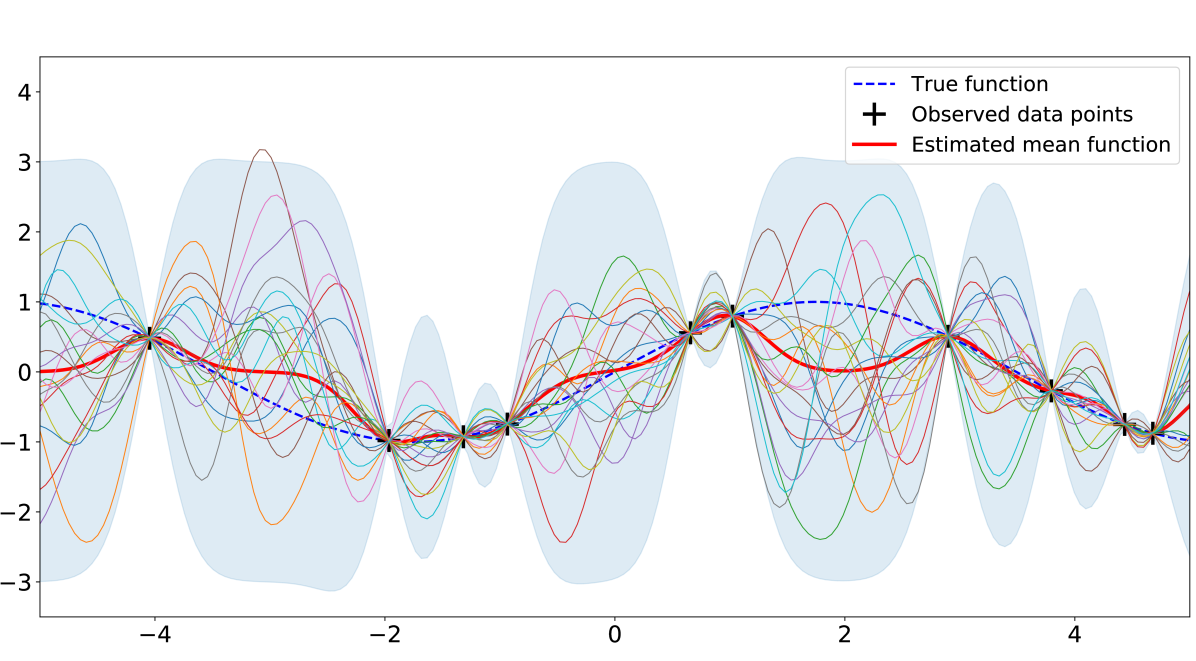 True function
Observed data points
Estimated mean function
4
3
2
1
0
−1
−2
−3
−4 −2 0 2 4